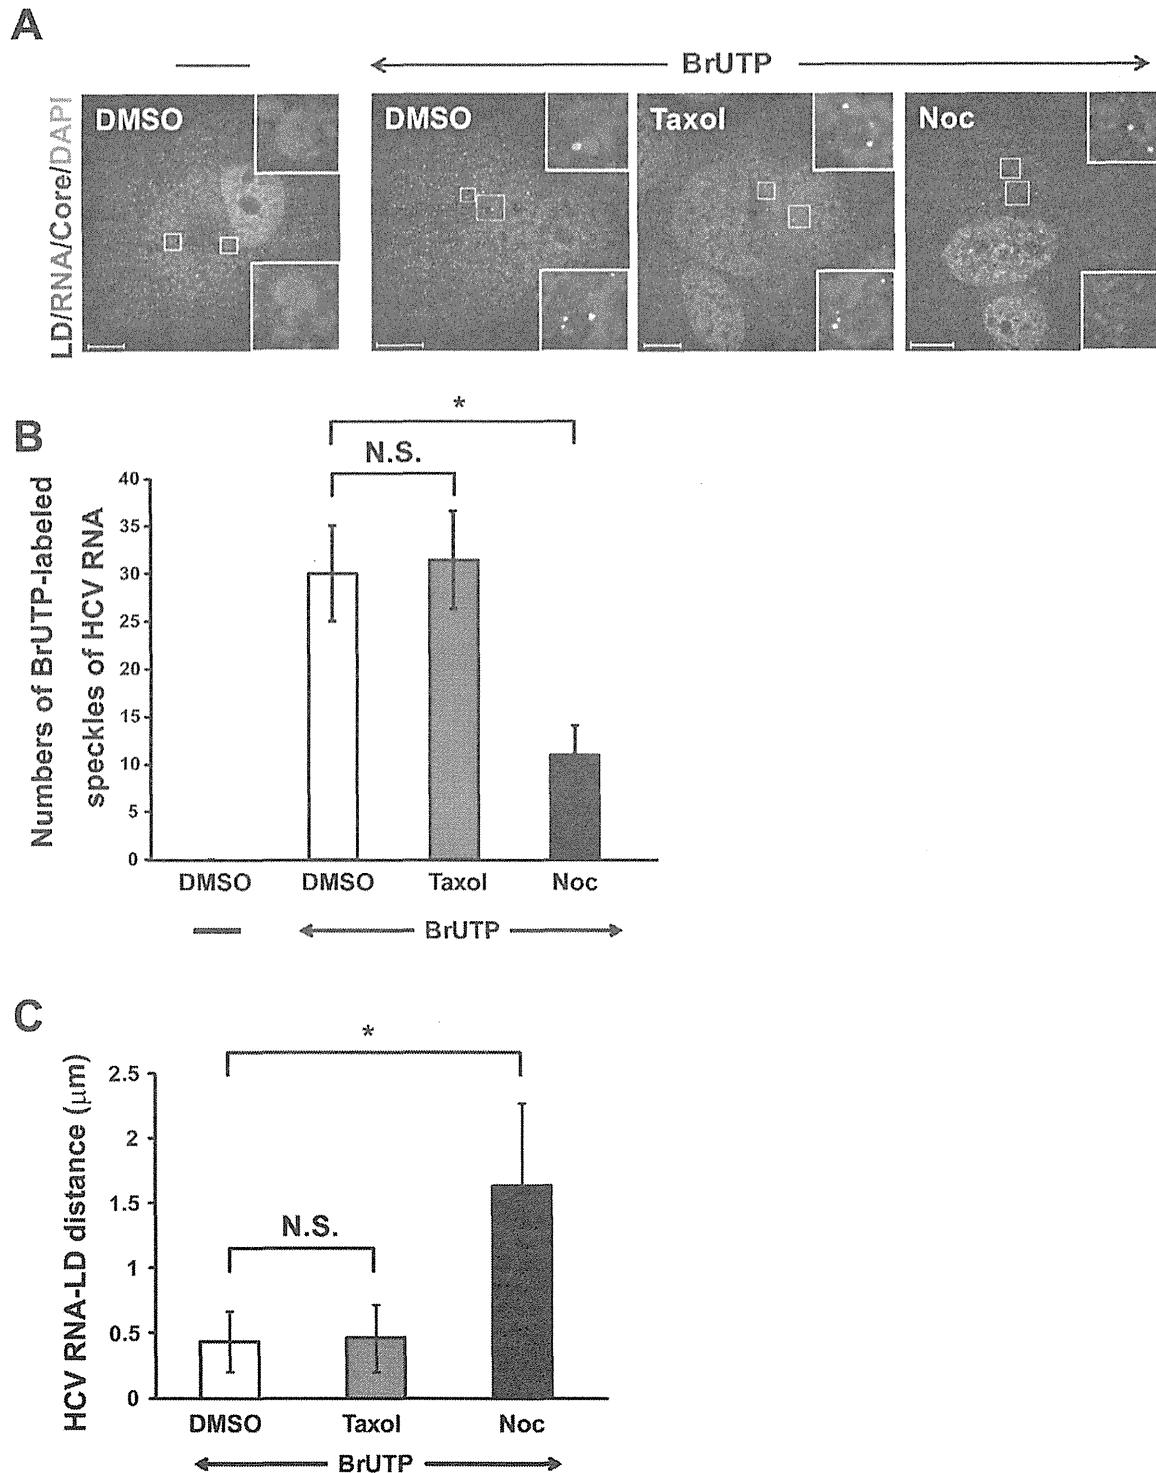 A
BrUTP
LD/RNA/Core/DAPI
DMSO
DMSO
Taxol
Noc
B
*
N.S.
Numbers of BrUTP-labeled
speckles of HCV RNA
40
35
30
25
20
15
10
5
0
DMSO
DMSO
Taxol
Noc
BrUTP
C
*
N.S.
HCV RNA-LD distance (μm)
2.5
2
1.5
1
0.5
0
DMSO
Taxol
Noc
BrUTP